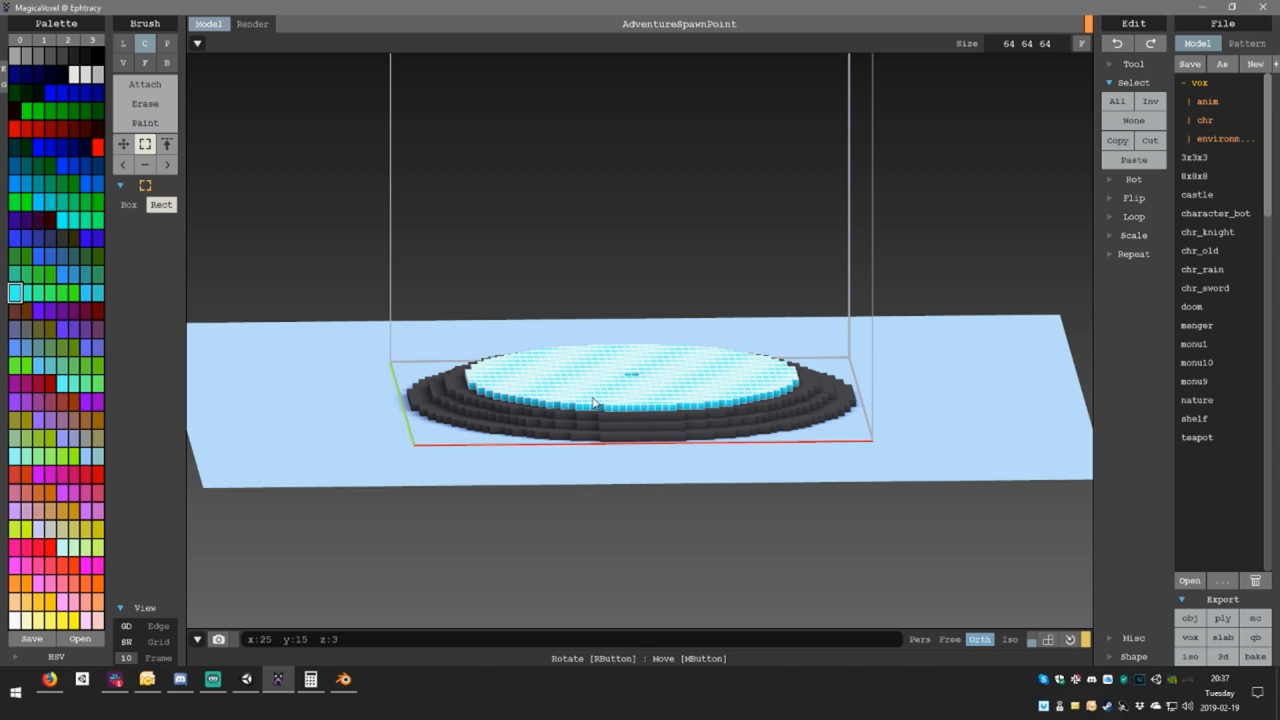 MagicaVoxel @ Ephtracy
Palette
Brush
Model
Render
AdventureSpawnPoint
Edit
File
0 1 2 3
L C P
V F B
Size 64 64 64 F
Model Pattern
Attach
Erase
Paint
Tool
Select
All Inv
None
Copy Cut
Paste
Rot
Flip
Loop
Scale
Repeat
Save As New +
- vox
| anim
| chr
| environm...
3x3x3
8x8x8
castle
character_bot
chr_knight
chr_old
chr_rain
chr_sword
doom
menger
monu1
monu10
monu9
nature
shelf
teapot
Box Rect
Open ...
Export
View
GD Edge
SW Grid
10 Frame
obj ply mc
vox slab qb
iso 2d bake
Save Open
HSV
x:25 y:15 z:3
Pers Free Orth Iso
Misc
Shape
Rotate [RButton] : Move [MButton]
20:37
Tuesday
2019-02-19